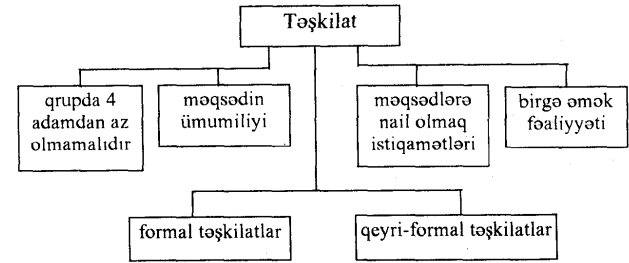 Təşkilat
qrupda 4
adamdan az
olmamalıdır
məqsədin
ümumiliyi
məqsədlərə
nail olmaq
istiqamətləri
birgə əmək
fəaliyyəti
formal təşkilatlar
qeyri-formal təşkilatlar